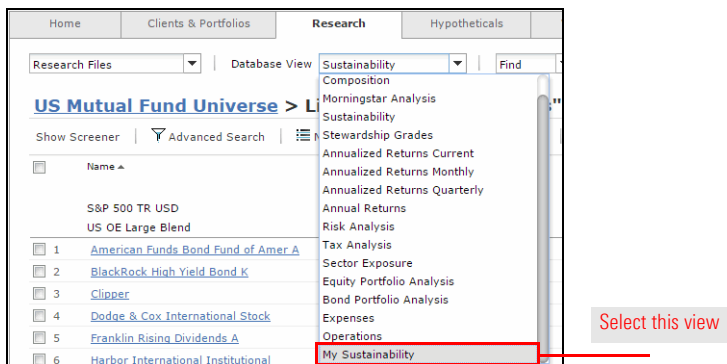 Home Clients & Portfolios Research Hypotheticals
Research Files Database View Sustainability Find
US Mutual Fund Universe > Li s"
Show Screener Advanced Search
Name
S&P 500 TR USD
US OE Large Blend
1 American Funds Bond Fund of Amer A
2 BlackRock High Yield Bond K
3 Clipper
4 Dodge & Cox International Stock
5 Franklin Rising Dividends A
6 Harbor International Institutional
Composition
Morningstar Analysis
Sustainability
Stewardship Grades
Annualized Returns Current
Annualized Returns Monthly
Annualized Returns Quarterly
Annual Returns
Risk Analysis
Tax Analysis
Sector Exposure
Equity Portfolio Analysis
Bond Portfolio Analysis
Expenses
Operations
My Sustainability
Select this view